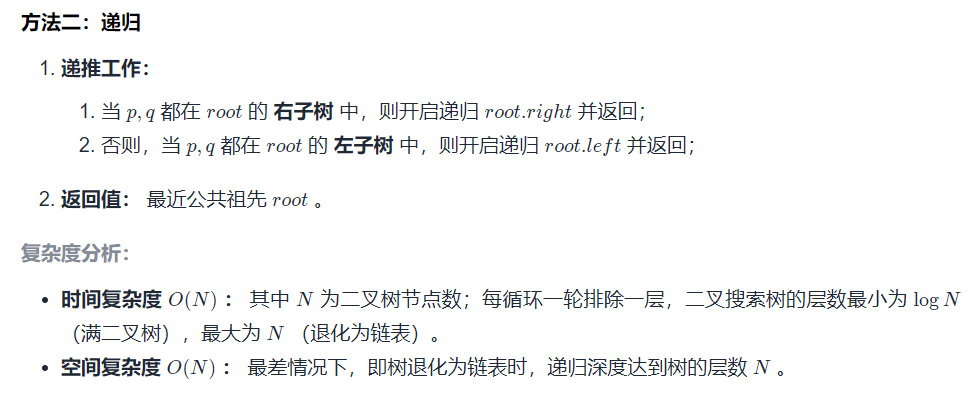 方法二：递归
1. 递推工作：
1. 当 p, q 都在 root 的 右子树 中，则开启递归 root.right 并返回；
2. 否则，当 p, q 都在 root 的 左子树 中，则开启递归 root.left 并返回；
2. 返回值： 最近公共祖先 root 。
复杂度分析：
• 时间复杂度 O(N) ： 其中 N 为二叉树节点数；每循环一轮排除一层，二叉搜索树的层数最小为 log N
（满二叉树），最大为 N （退化为链表）。
• 空间复杂度 O(N) ： 最差情况下，即树退化为链表时，递归深度达到树的层数 N 。